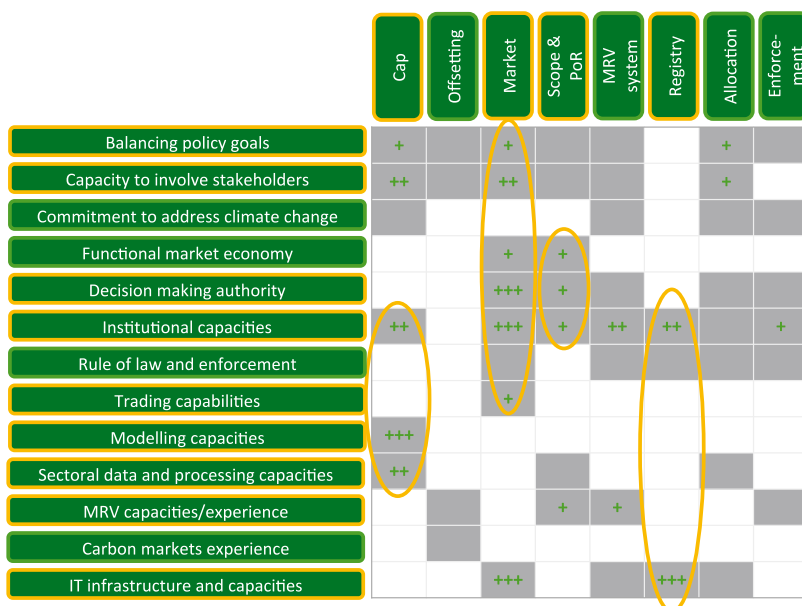 Cap
Offsetting
Market
Scope &
PoR
MRV
system
Registry
Allocation
Enforce-
ment
Balancing policy goals + + +
Capacity to involve stakeholders ++ ++ +
Commitment to address climate change
Functional market economy + +
Decision making authority +++ +
Institutional capacities ++ +++ + ++ ++ +
Rule of law and enforcement
Trading capabilities +
Modelling capacities +++
Sectoral data and processing capacities ++
MRV capacities/experience + +
Carbon markets experience
IT infrastructure and capacities +++ +++